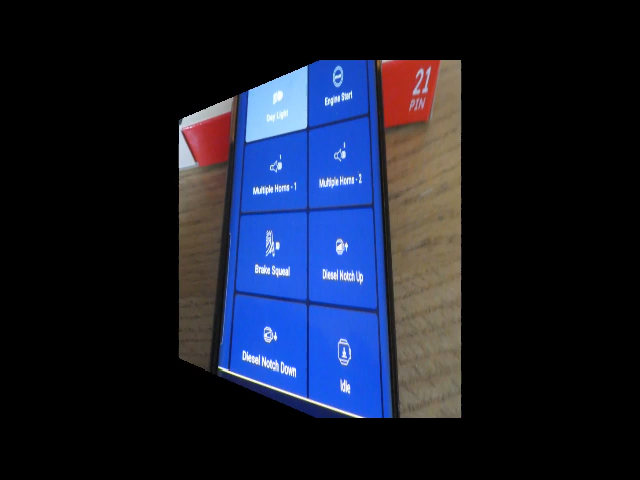 21
PIN
Day Light
Engine Start
Multiple Horns - 1
Multiple Horns - 2
Brake Squeal
Diesel Notch Up
Diesel Notch Down
Idle